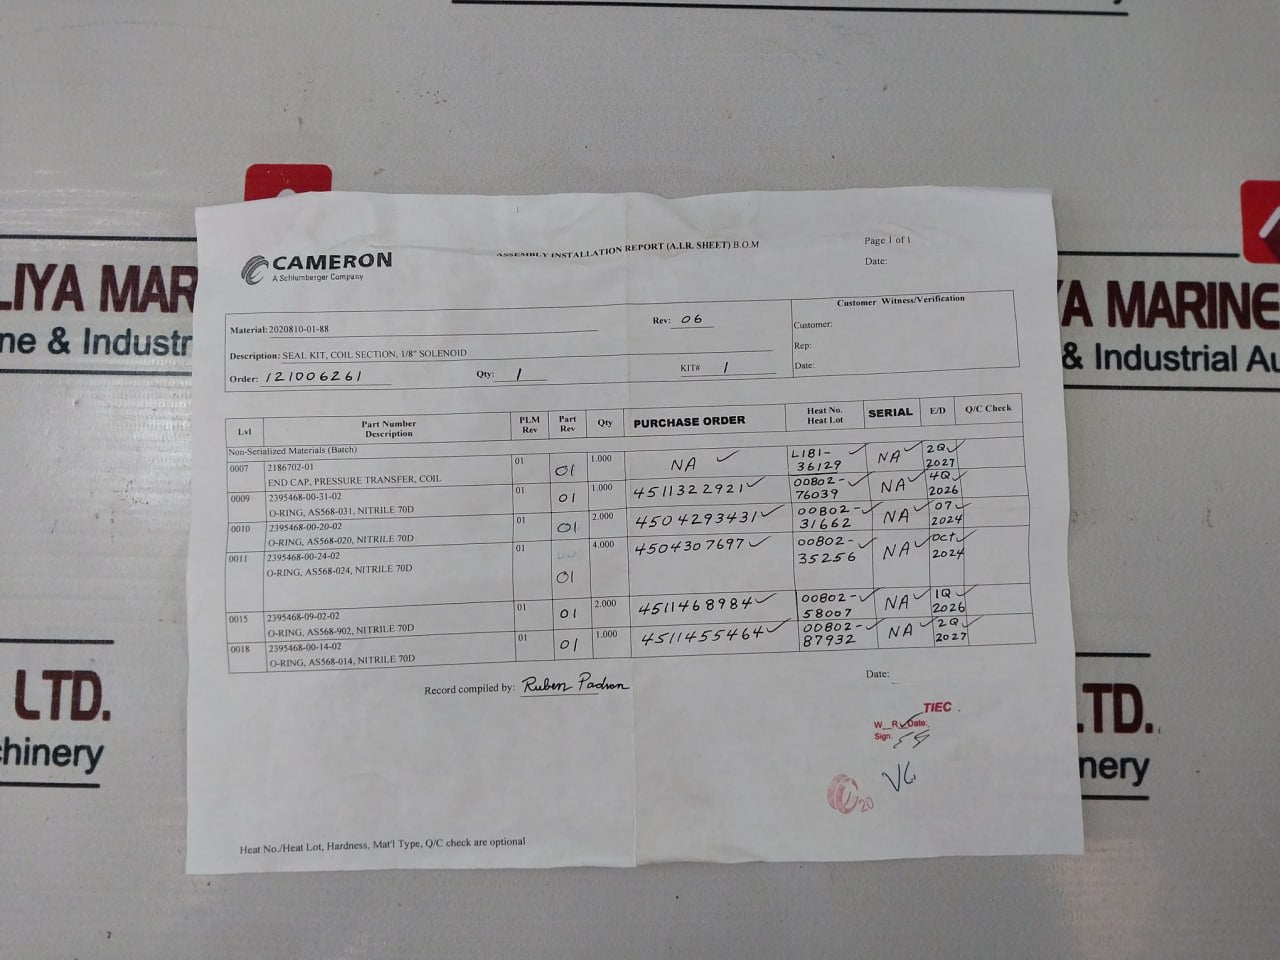 LIYA MARINE
ne & Industr
YA MARINE
& Industrial Au
LTD.
chinery
LTD.
nery
CAMERON
A Schlumberger Company
ASSEMBLY INSTALLATION REPORT (A.I.R. SHEET) B.O.M
Page 1 of 1
Date:
Material: 2020810-01-88
Rev: 06
Description: SEAL KIT, COIL SECTION, 1/8" SOLENOID
Order: 121006261
Qty: 1
KIT# 1
Customer Witness/Verification
Customer:
Rep:
Date:
Lvl Part Number Description PLM Rev Part Rev Qty PURCHASE ORDER Heat No. Heat Lot SERIAL E/D Q/C Check
Non-Serialized Materials (Batch)
0007 2186702-01 01 01 1.000 NA ✓ L181-36129 ✓ NA ✓ 2Q ✓ 2027
END CAP, PRESSURE TRANSFER, COIL
0009 2395468-00-31-02 01 01 1.000 4511322921 ✓ 00802-76039 ✓ NA ✓ 4Q ✓ 2026
O-RING, AS568-031, NITRILE 70D
0010 2395468-00-20-02 01 01 2.000 4504293431 ✓ 00802-31662 ✓ NA ✓ 07 ✓ 2024
O-RING, AS568-020, NITRILE 70D
0011 2395468-00-24-02 01 01 4.000 4504307697 ✓ 00802-35256 ✓ NA ✓ Oct ✓ 2024
O-RING, AS568-024, NITRILE 70D
0015 2395468-09-02-02 01 01 2.000 4511468984 ✓ 00802-58007 ✓ NA ✓ 1Q ✓ 2026
O-RING, AS568-902, NITRILE 70D
0018 2395468-00-14-02 01 01 1.000 4511455464 ✓ 00802-87932 ✓ NA ✓ 2Q ✓ 2027
O-RING, AS568-014, NITRILE 70D
Record compiled by: Ruben Padron
Date:
TIEC
W__R ✓ Date:
Sign:
20
VG
Heat No./Heat Lot, Hardness, Mat'l Type, Q/C check are optional